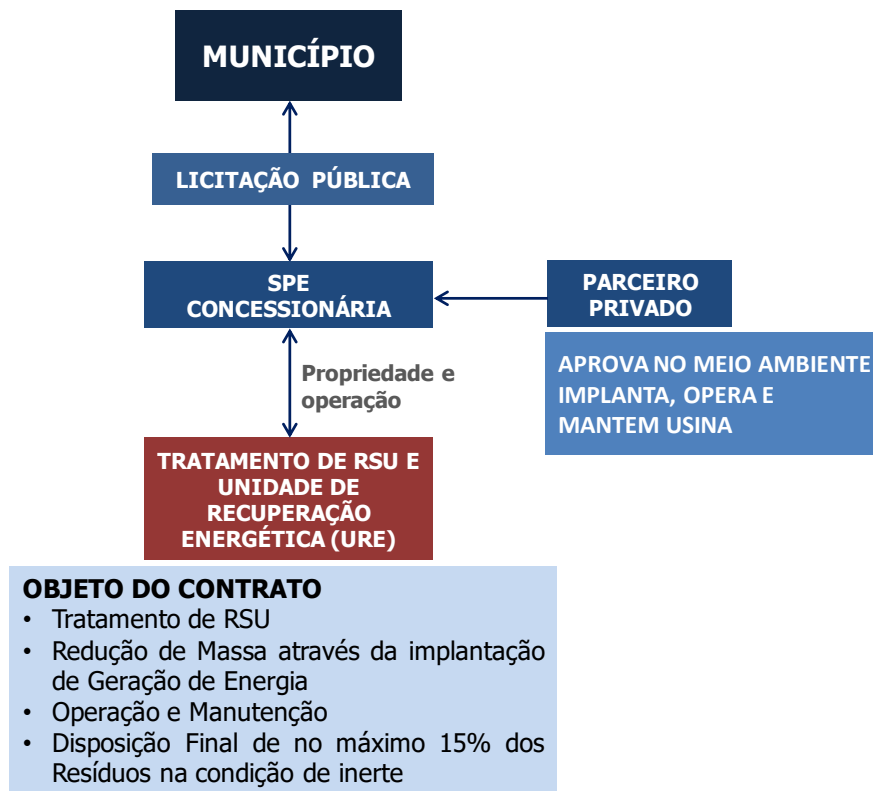 MUNICÍPIO
LICITAÇÃO PÚBLICA
SPE
CONCESSIONÁRIA
PARCEIRO
PRIVADO
APROVA NO MEIO AMBIENTE
IMPLANTA, OPERA E
MANTEM USINA
Propriedade e
operação
TRATAMENTO DE RSU E
UNIDADE DE
RECUPERAÇÃO
ENERGÉTICA (URE)
OBJETO DO CONTRATO
• Tratamento de RSU
• Redução de Massa através da implantação
de Geração de Energia
• Operação e Manutenção
• Disposição Final de no máximo 15% dos
Resíduos na condição de inerte